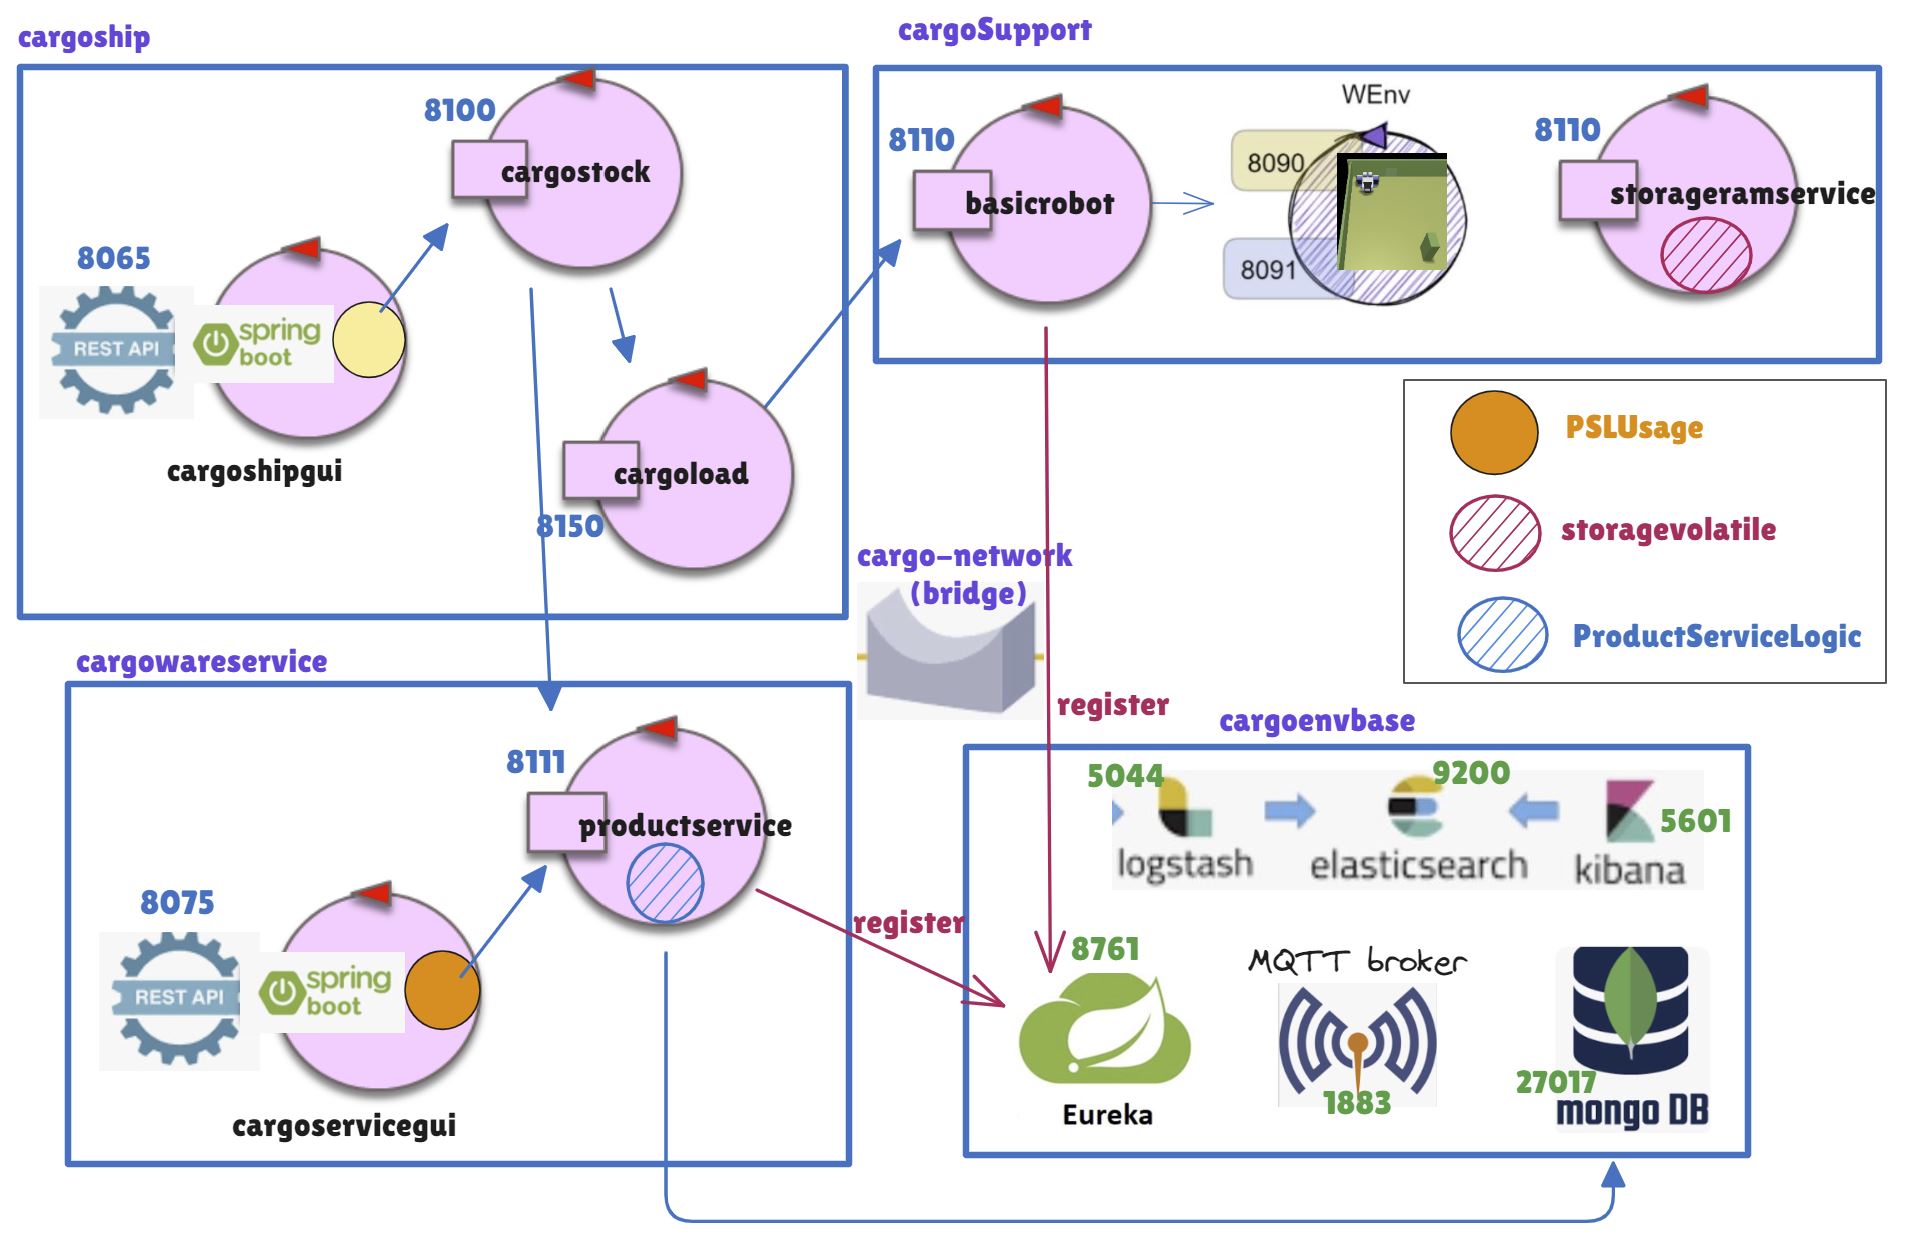 cargoship
8100
cargostock
8065
REST API
spring
boot
cargoshipgui
cargoload
8150
cargoSupport
8110
basicrobot
WEnv
8090
8091
8110
storageramservice
PSLUsage
storagevolatile
ProductServiceLogic
cargo-network
(bridge)
register
cargowareservice
8111
productservice
8075
REST API
spring
boot
cargoservicegui
register
cargoenvbase
5044
9200
5601
logstash
elasticsearch
kibana
8761
Eureka
MQTT broker
1883
27017
mongo DB